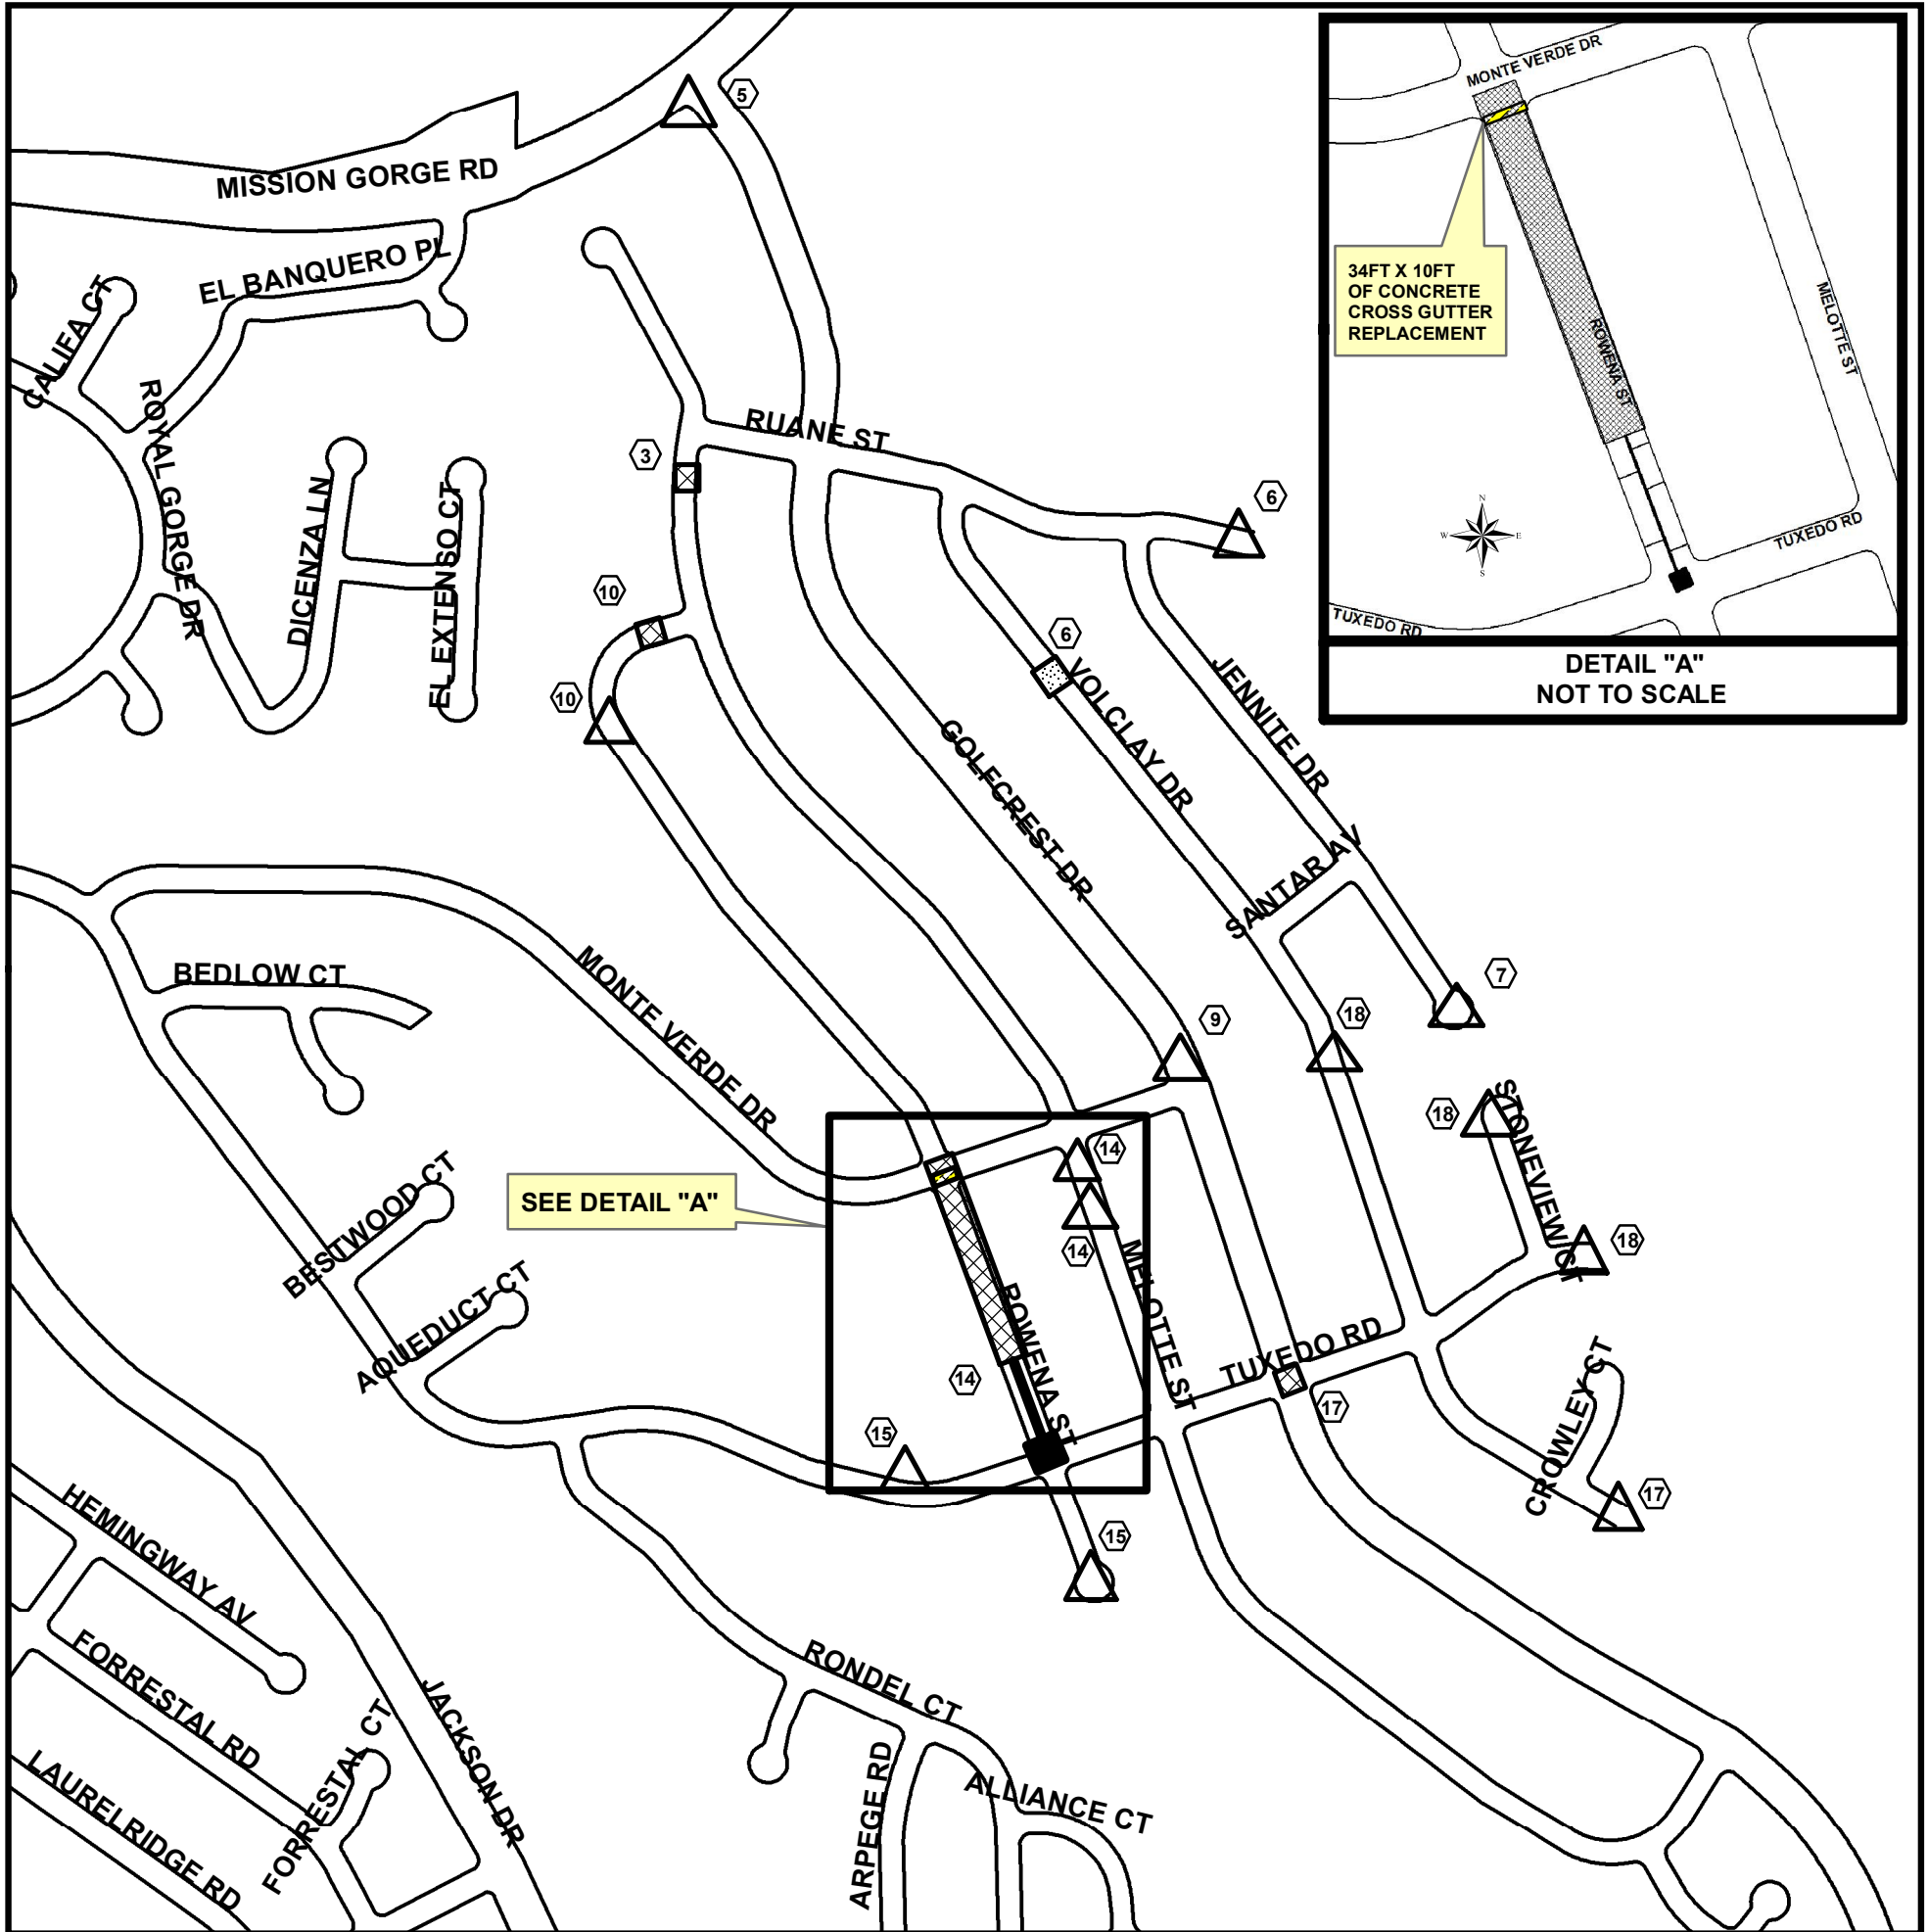 5
MISSION GORGE RD
EL BANQUERO PL
CALIFA CT
ROYAL GORGE DR
DICENZA LN
EL EXTENSO CT
RUANE ST
3
6
10
6
10
VOLCLAY DR
JENNITE DR
GOLFCREST DR
SANTAR AV
BEDLOW CT
MONTE VERDE DR
7
9
18
18
STONEVIEW CT
18
14
14
SEE DETAIL "A"
BESTWOOD CT
AQUEDUCT CT
MELOTTE ST
ROWENA ST
TUXEDO RD
14
17
15
CROWLEY CT
17
15
HEMINGWAY AV
FORRESTAL RD
FORRESTAL CT
LAURELRIDGE RD
JACKSON DR
RONDEL CT
ARPEGE RD
ALLIANCE CT
MONTE VERDE DR
34FT X 10FT
OF CONCRETE
CROSS GUTTER
REPLACEMENT
ROWENA ST
MELOTTE ST
N
W
E
S
TUXEDO RD
TUXEDO RD
DETAIL "A"
NOT TO SCALE